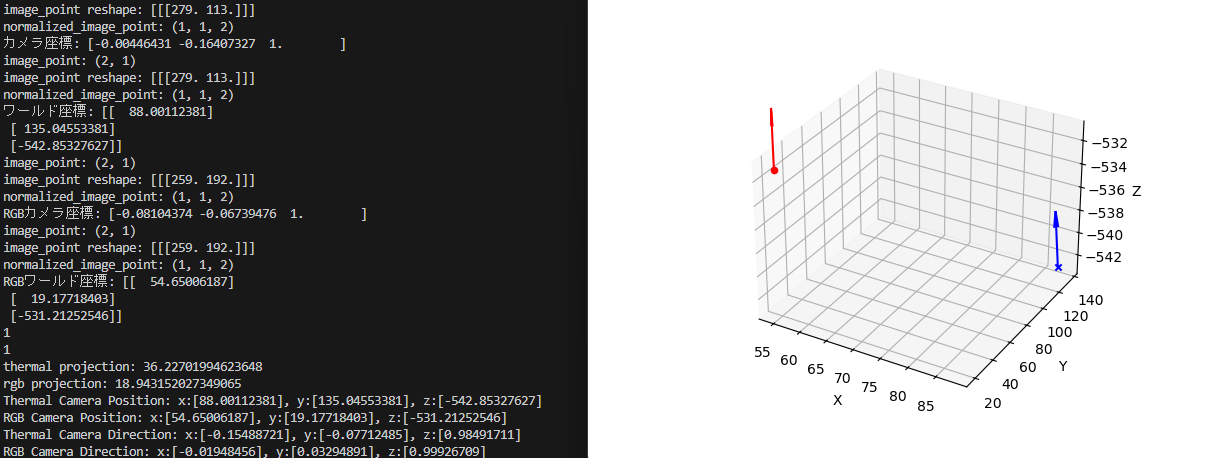 image_point reshape: [[[279. 113.]]]
normalized_image_point: (1, 1, 2)
カメラ座標: [-0.00446431 -0.16407327  1.        ]
image_point: (2, 1)
image_point reshape: [[[279. 113.]]]
normalized_image_point: (1, 1, 2)
ワールド座標: [[  88.00112381]
 [ 135.04553381]
 [-542.85327627]]
image_point: (2, 1)
image_point reshape: [[[259. 192.]]]
normalized_image_point: (1, 1, 2)
RGBカメラ座標: [-0.08104374 -0.06739476  1.        ]
image_point: (2, 1)
image_point reshape: [[[259. 192.]]]
normalized_image_point: (1, 1, 2)
RGBワールド座標: [[  54.65006187]
 [  19.17718403]
 [-531.21252546]]
1
1
thermal projection: 36.22701994623648
rgb projection: 18.943152027349065
Thermal Camera Position: x:[88.00112381], y:[135.04553381], z:[-542.85327627]
RGB Camera Position: x:[54.65006187], y:[19.17718403], z:[-531.21252546]
Thermal Camera Direction: x:[-0.15488721], y:[-0.07712485], z:[0.98491711]
RGB Camera Direction: x:[-0.01948456], y:[0.03294891], z:[0.99926709]
−532
−534
−536
−538
−540
−542
Z
140
120
100
80
60
40
20
Y
55
60
65
70
75
80
85
X